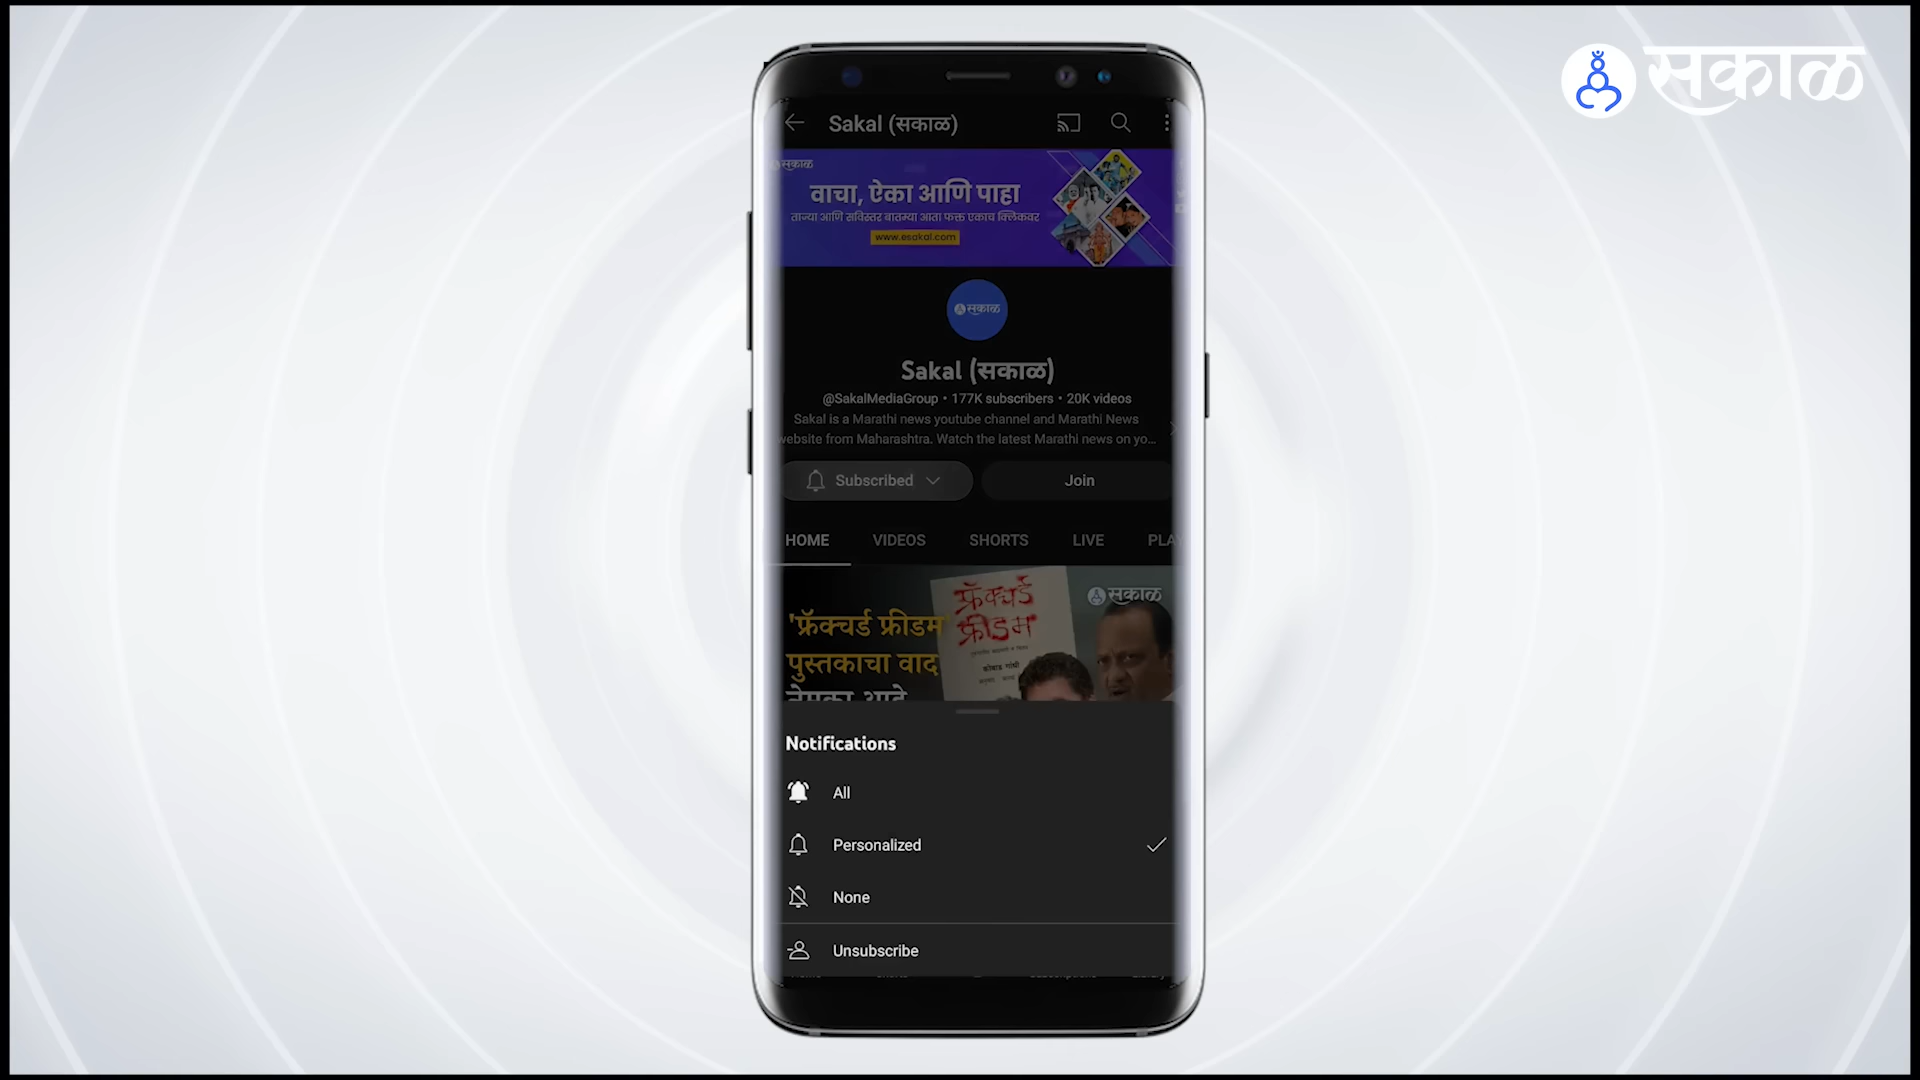 सकाळ
Sakal (सकाळ)
सकाळ
वाचा, ऐका आणि पाहा
ताज्या आणि सविस्तर बातम्या आता फक्त एकाच क्लिकवर
www.esakal.com
सकाळ
Sakal (सकाळ)
@SakalMediaGroup • 177K subscribers • 20K videos
Sakal is a Marathi news youtube channel and Marathi News
website from Maharashtra. Watch the latest Marathi news on yo...
Subscribed
Join
HOME VIDEOS SHORTS LIVE PLA
फ्रॅक्चर्ड
फ्रीडम
कोबाड गांधी
सकाळ
'फ्रॅक्चर्ड फ्रीडम'
पुस्तकाचा वाद
नेमका आहे
Notifications
All
Personalized
None
Unsubscribe